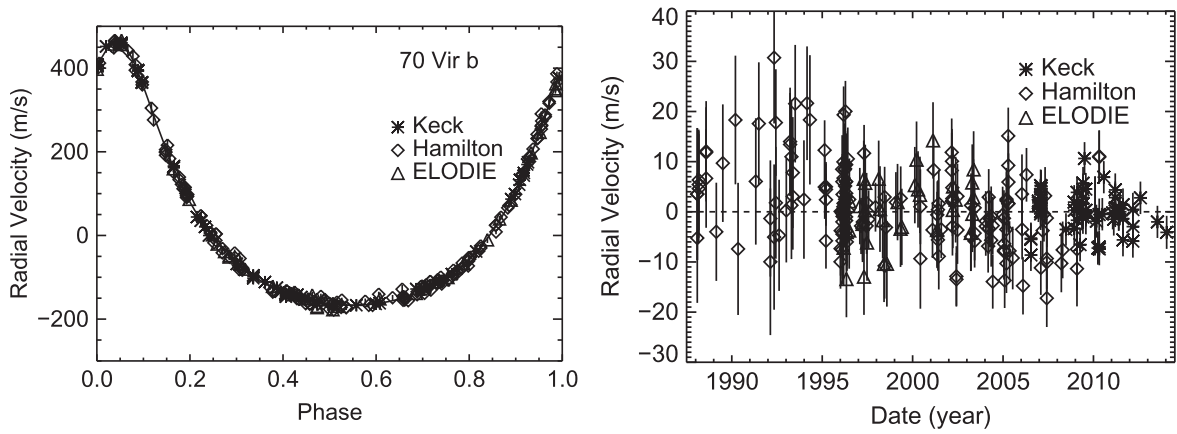 70 Vir b
Keck
Hamilton
ELODIE
Radial Velocity (m/s)
400
200
0
−200
0.0 0.2 0.4 0.6 0.8 1.0
Phase
Keck
Hamilton
ELODIE
Radial Velocity (m/s)
40
30
20
10
0
−10
−20
−30
1990 1995 2000 2005 2010
Date (year)